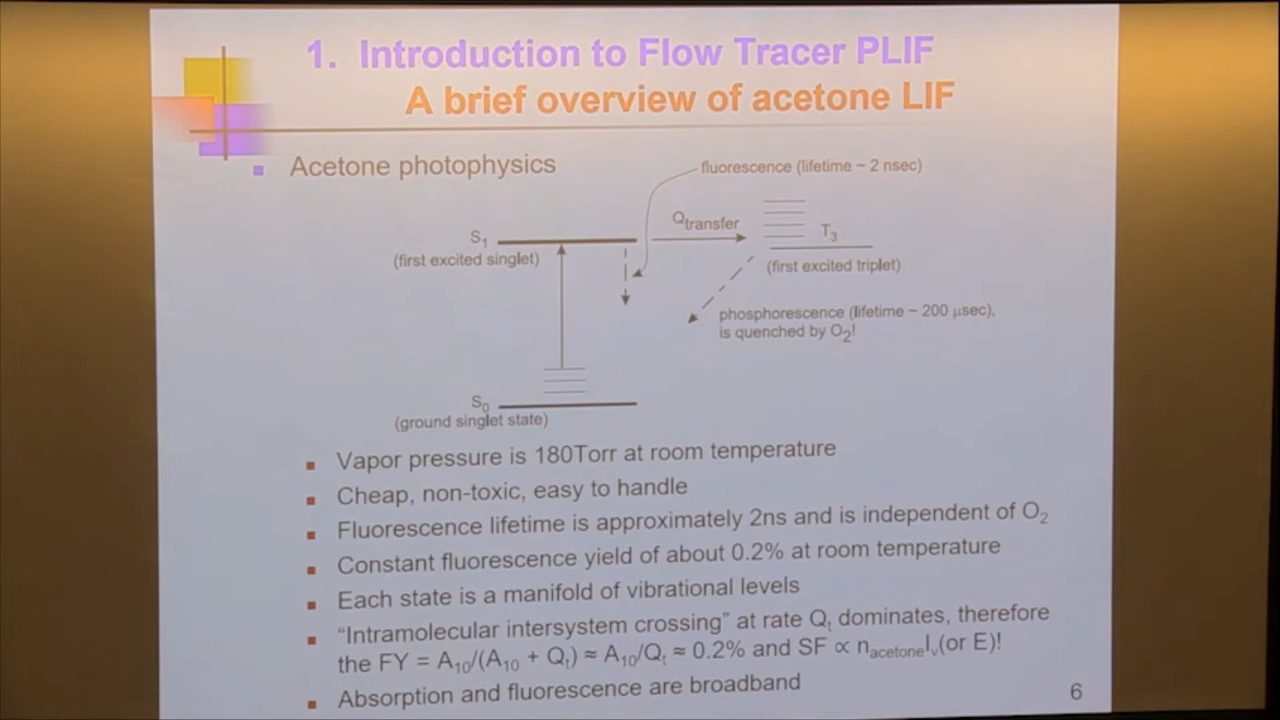 1. Introduction to Flow Tracer PLIF
A brief overview of acetone LIF
Acetone photophysics
fluorescence (lifetime ~ 2 nsec)
Qtransfer
S1
(first excited singlet)
T3
(first excited triplet)
phosphorescence (lifetime ~ 200 μsec),
is quenched by O2!
S0
(ground singlet state)
Vapor pressure is 180Torr at room temperature
Cheap, non-toxic, easy to handle
Fluorescence lifetime is approximately 2ns and is independent of O2
Constant fluorescence yield of about 0.2% at room temperature
Each state is a manifold of vibrational levels
“Intramolecular intersystem crossing” at rate Qt dominates, therefore
the FY = A10/(A10 + Qt) ≈ A10/Qt ≈ 0.2% and SF ∝ nacetoneIν(or E)!
Absorption and fluorescence are broadband
6